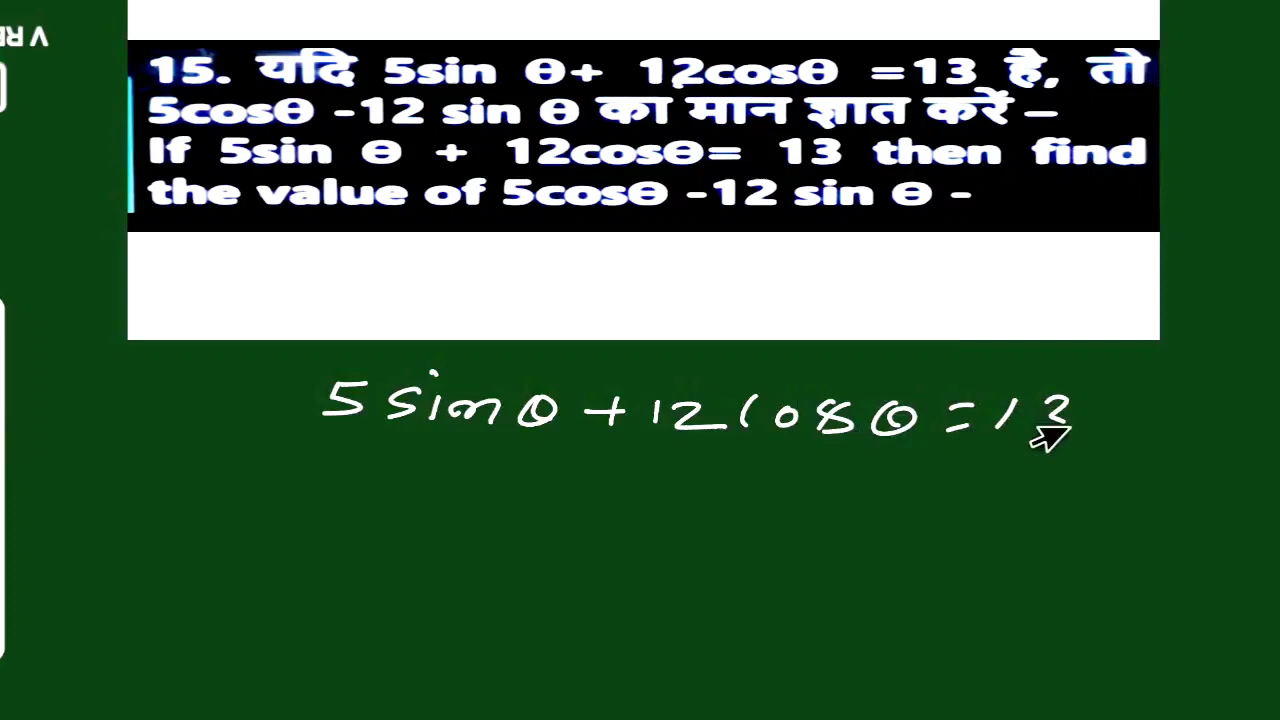 15. यदि 5sin θ+ 12cosθ =13 है, तो
5cosθ -12 sin θ का मान ज्ञात करें –
If 5sin θ + 12cosθ= 13 then find
the value of 5cosθ -12 sin θ -
5 sin θ + 12 cos θ = 13